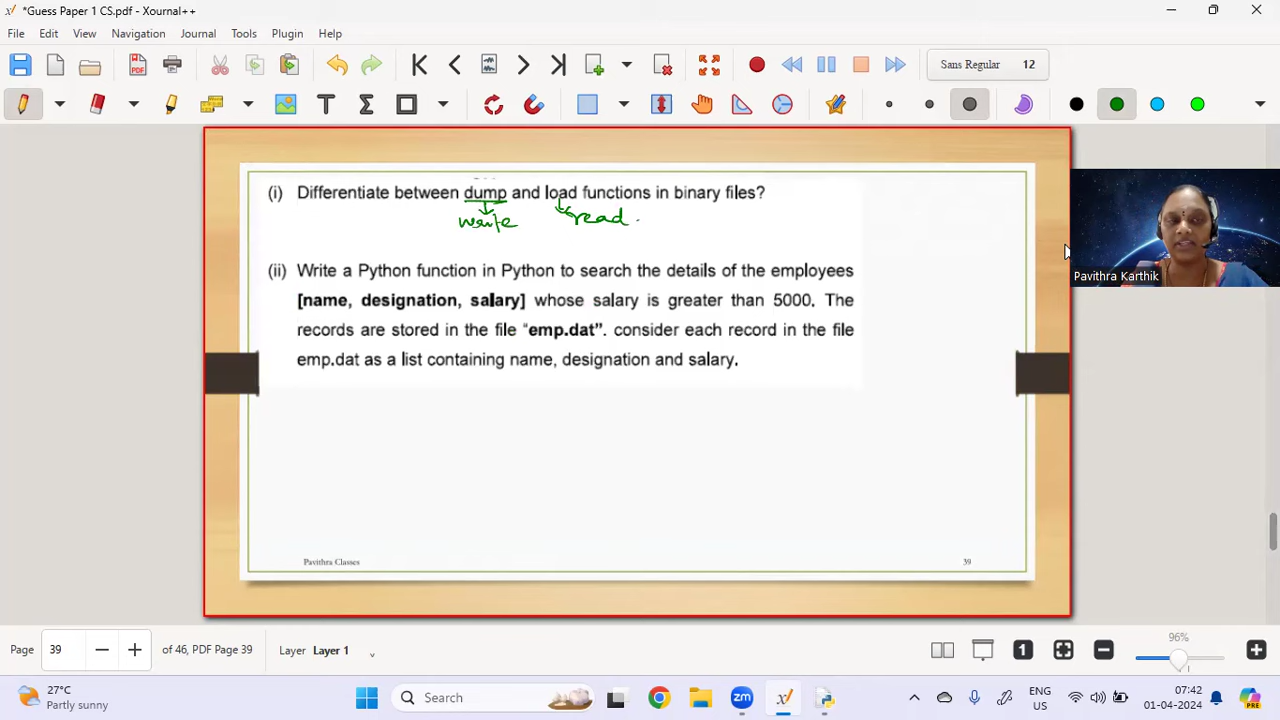 *Guess Paper 1 CS.pdf - Xournal++
File Edit View Navigation Journal Tools Plugin Help
Sans Regular 12
(i) Differentiate between dump and load functions in binary files?
write read
(ii) Write a Python function in Python to search the details of the employees
[name, designation, salary] whose salary is greater than 5000. The
records are stored in the file “emp.dat”. consider each record in the file
emp.dat as a list containing name, designation and salary.
Pavithra Karthik
Pavithra Classes 39
Page 39 of 46, PDF Page 39 Layer Layer 1 96%
27°C
Partly sunny
Search
zm
ENG
US
07:42
01-04-2024
PRE